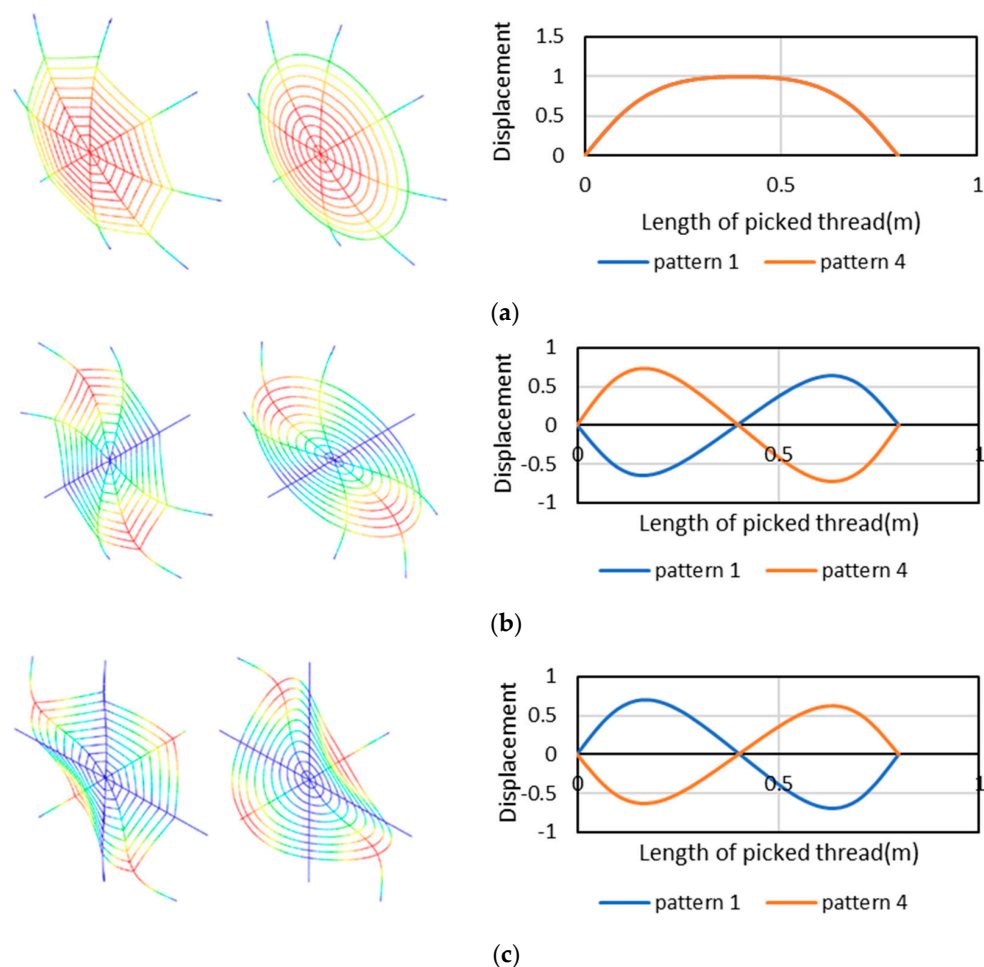 Displacement
1.5
1
0.5
0
0 0.5 1
Length of picked thread(m)
pattern 1 pattern 4
(a)
Displacement
1
0.5
0
-0.5
-1
0 0.5 1
Length of picked thread(m)
pattern 1 pattern 4
(b)
Displacement
1
0.5
0
-0.5
-1
0 0.5 1
Length of picked thread(m)
pattern 1 pattern 4
(c)